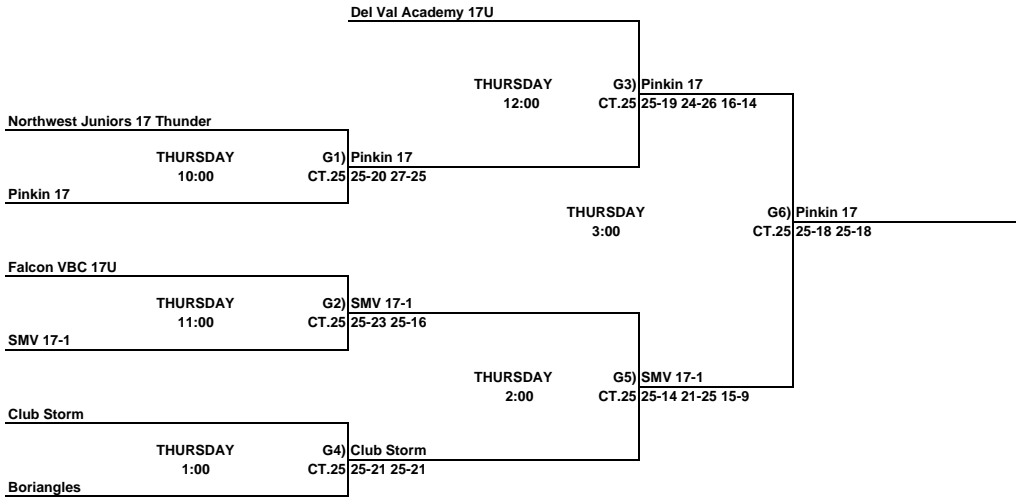 Del Val Academy 17U
THURSDAY G3) Pinkin 17
12:00 CT.25 25-19 24-26 16-14
Northwest Juniors 17 Thunder
THURSDAY G1) Pinkin 17
10:00 CT.25 25-20 27-25
Pinkin 17
THURSDAY G6) Pinkin 17
3:00 CT.25 25-18 25-18
Falcon VBC 17U
THURSDAY G2) SMV 17-1
11:00 CT.25 25-23 25-16
SMV 17-1
THURSDAY G5) SMV 17-1
2:00 CT.25 25-14 21-25 15-9
Club Storm
THURSDAY G4) Club Storm
1:00 CT.25 25-21 25-21
Boriangles